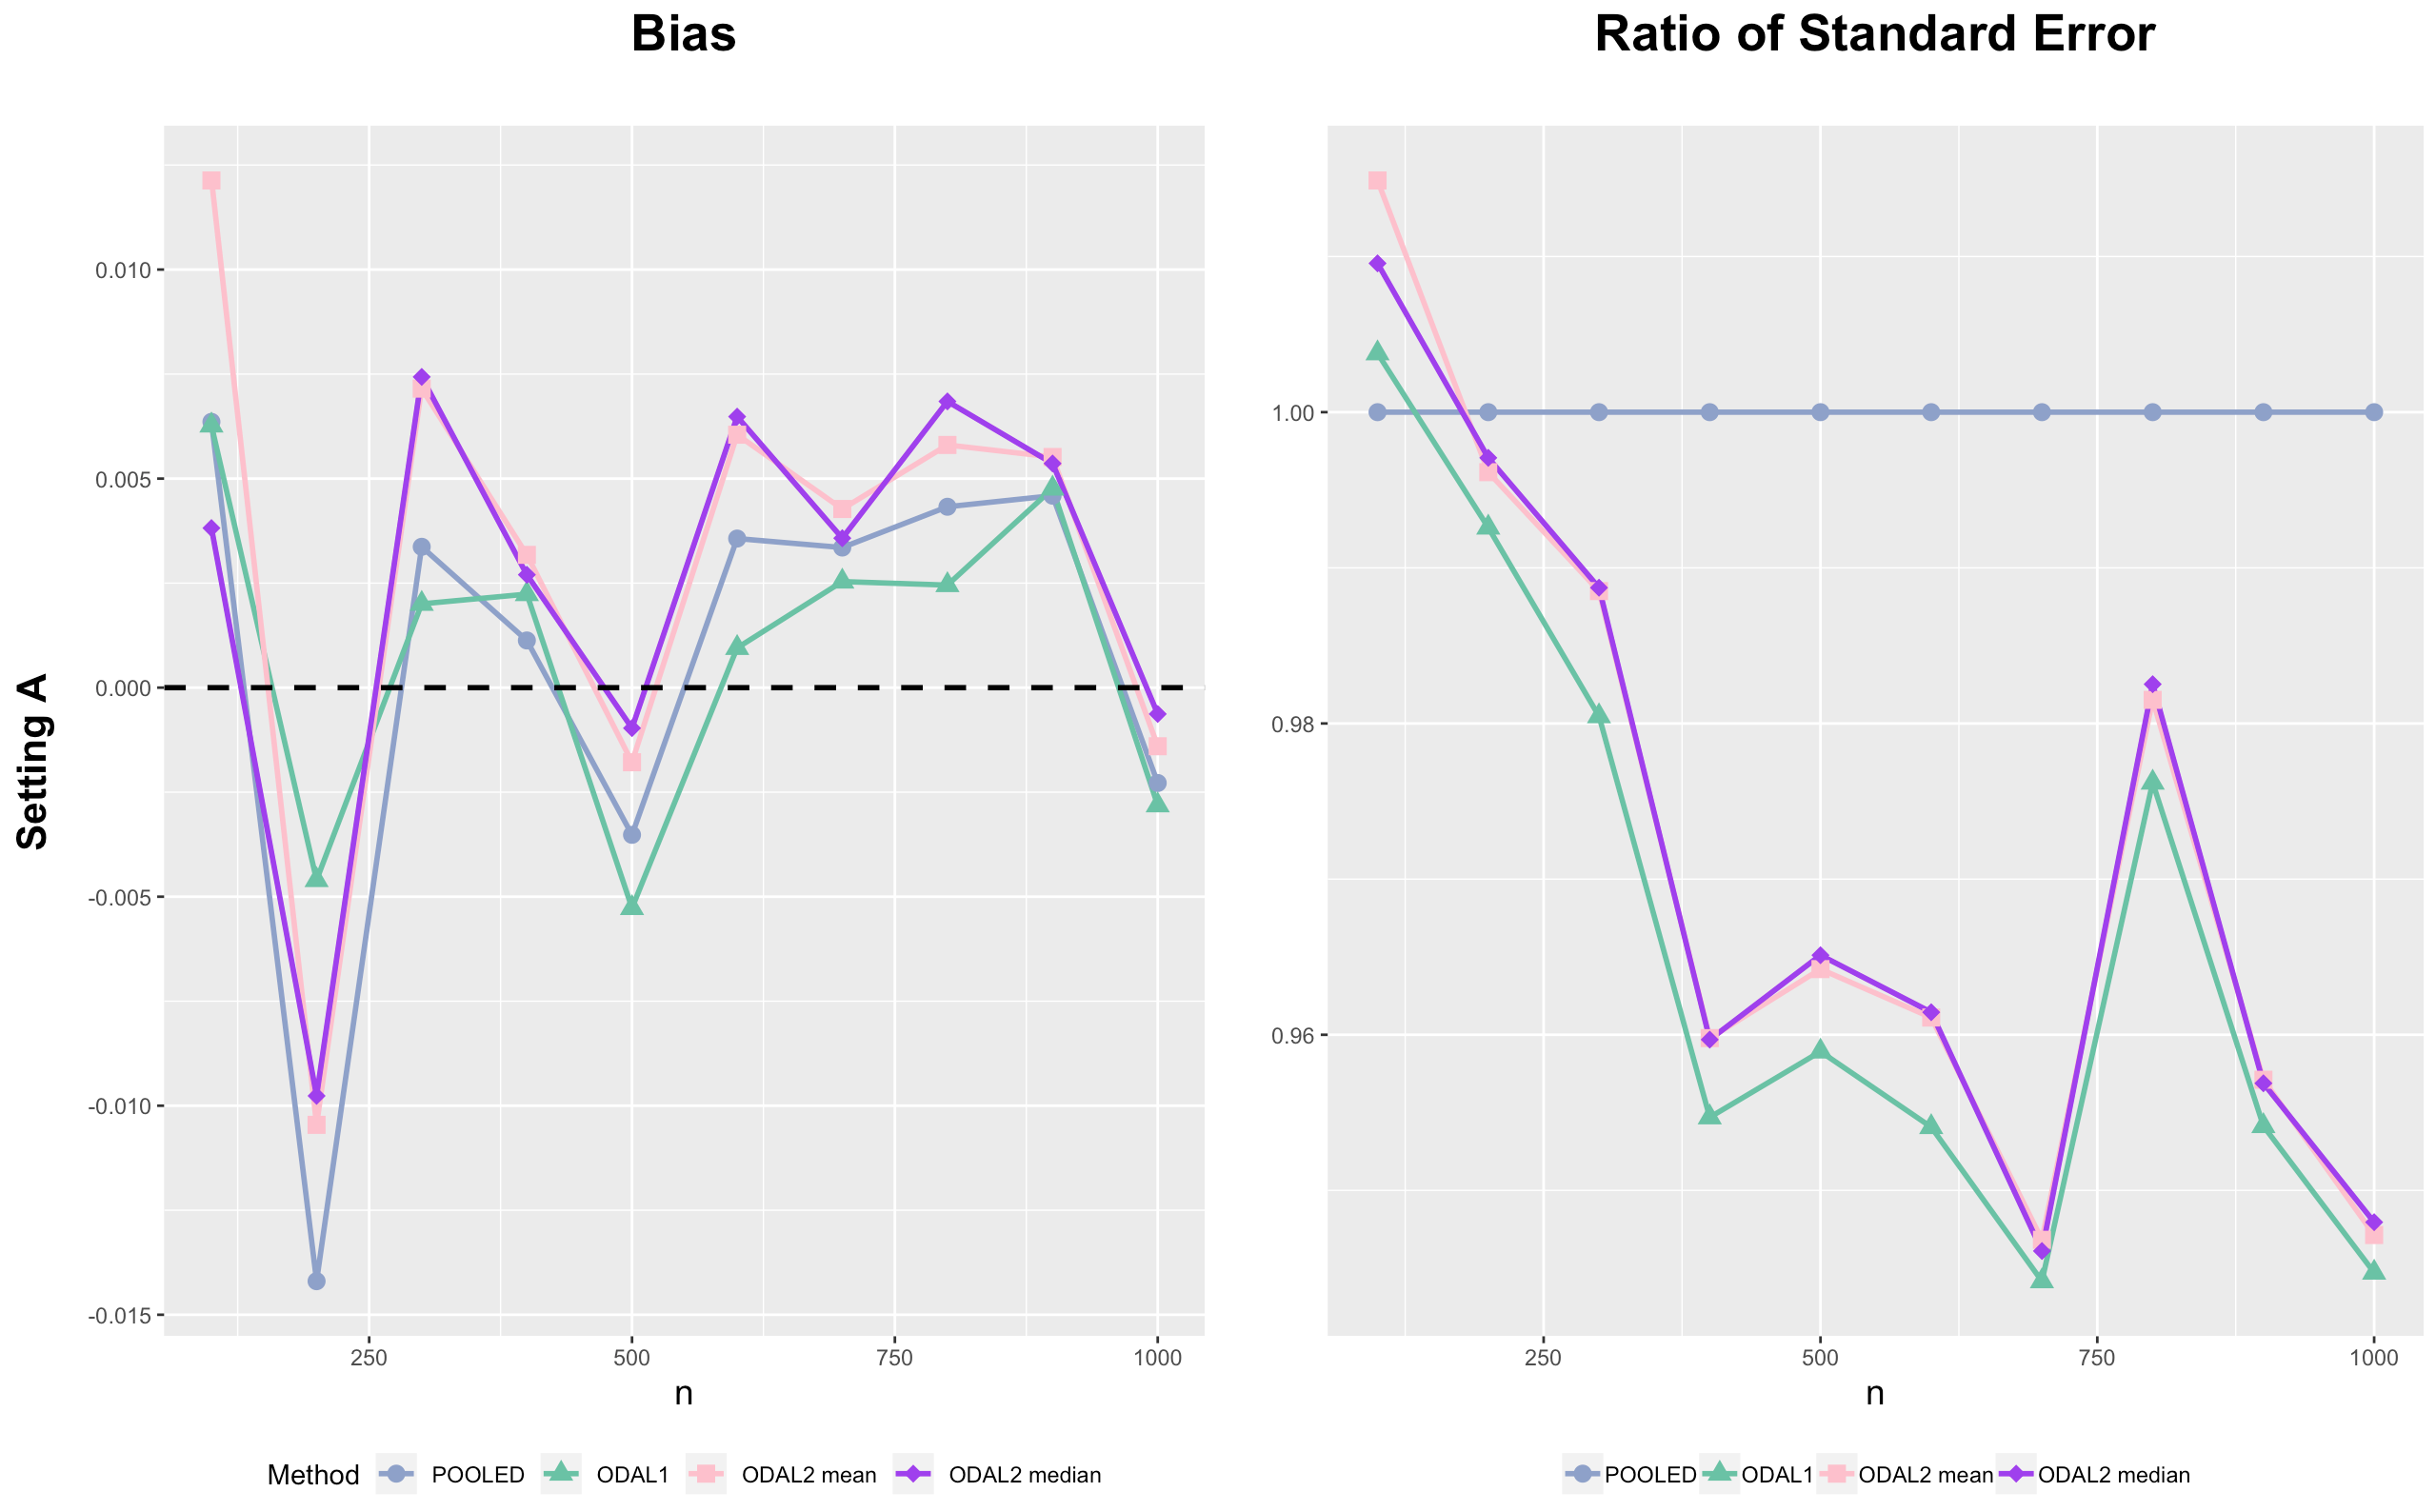 Bias
Ratio of Standard Error
Setting A
0.010
0.005
0.000
-0.005
-0.010
-0.015
250
500
750
1000
n
1.00
0.98
0.96
250
500
750
1000
n
Method POOLED ODAL1 ODAL2 mean ODAL2 median
POOLED ODAL1 ODAL2 mean ODAL2 median